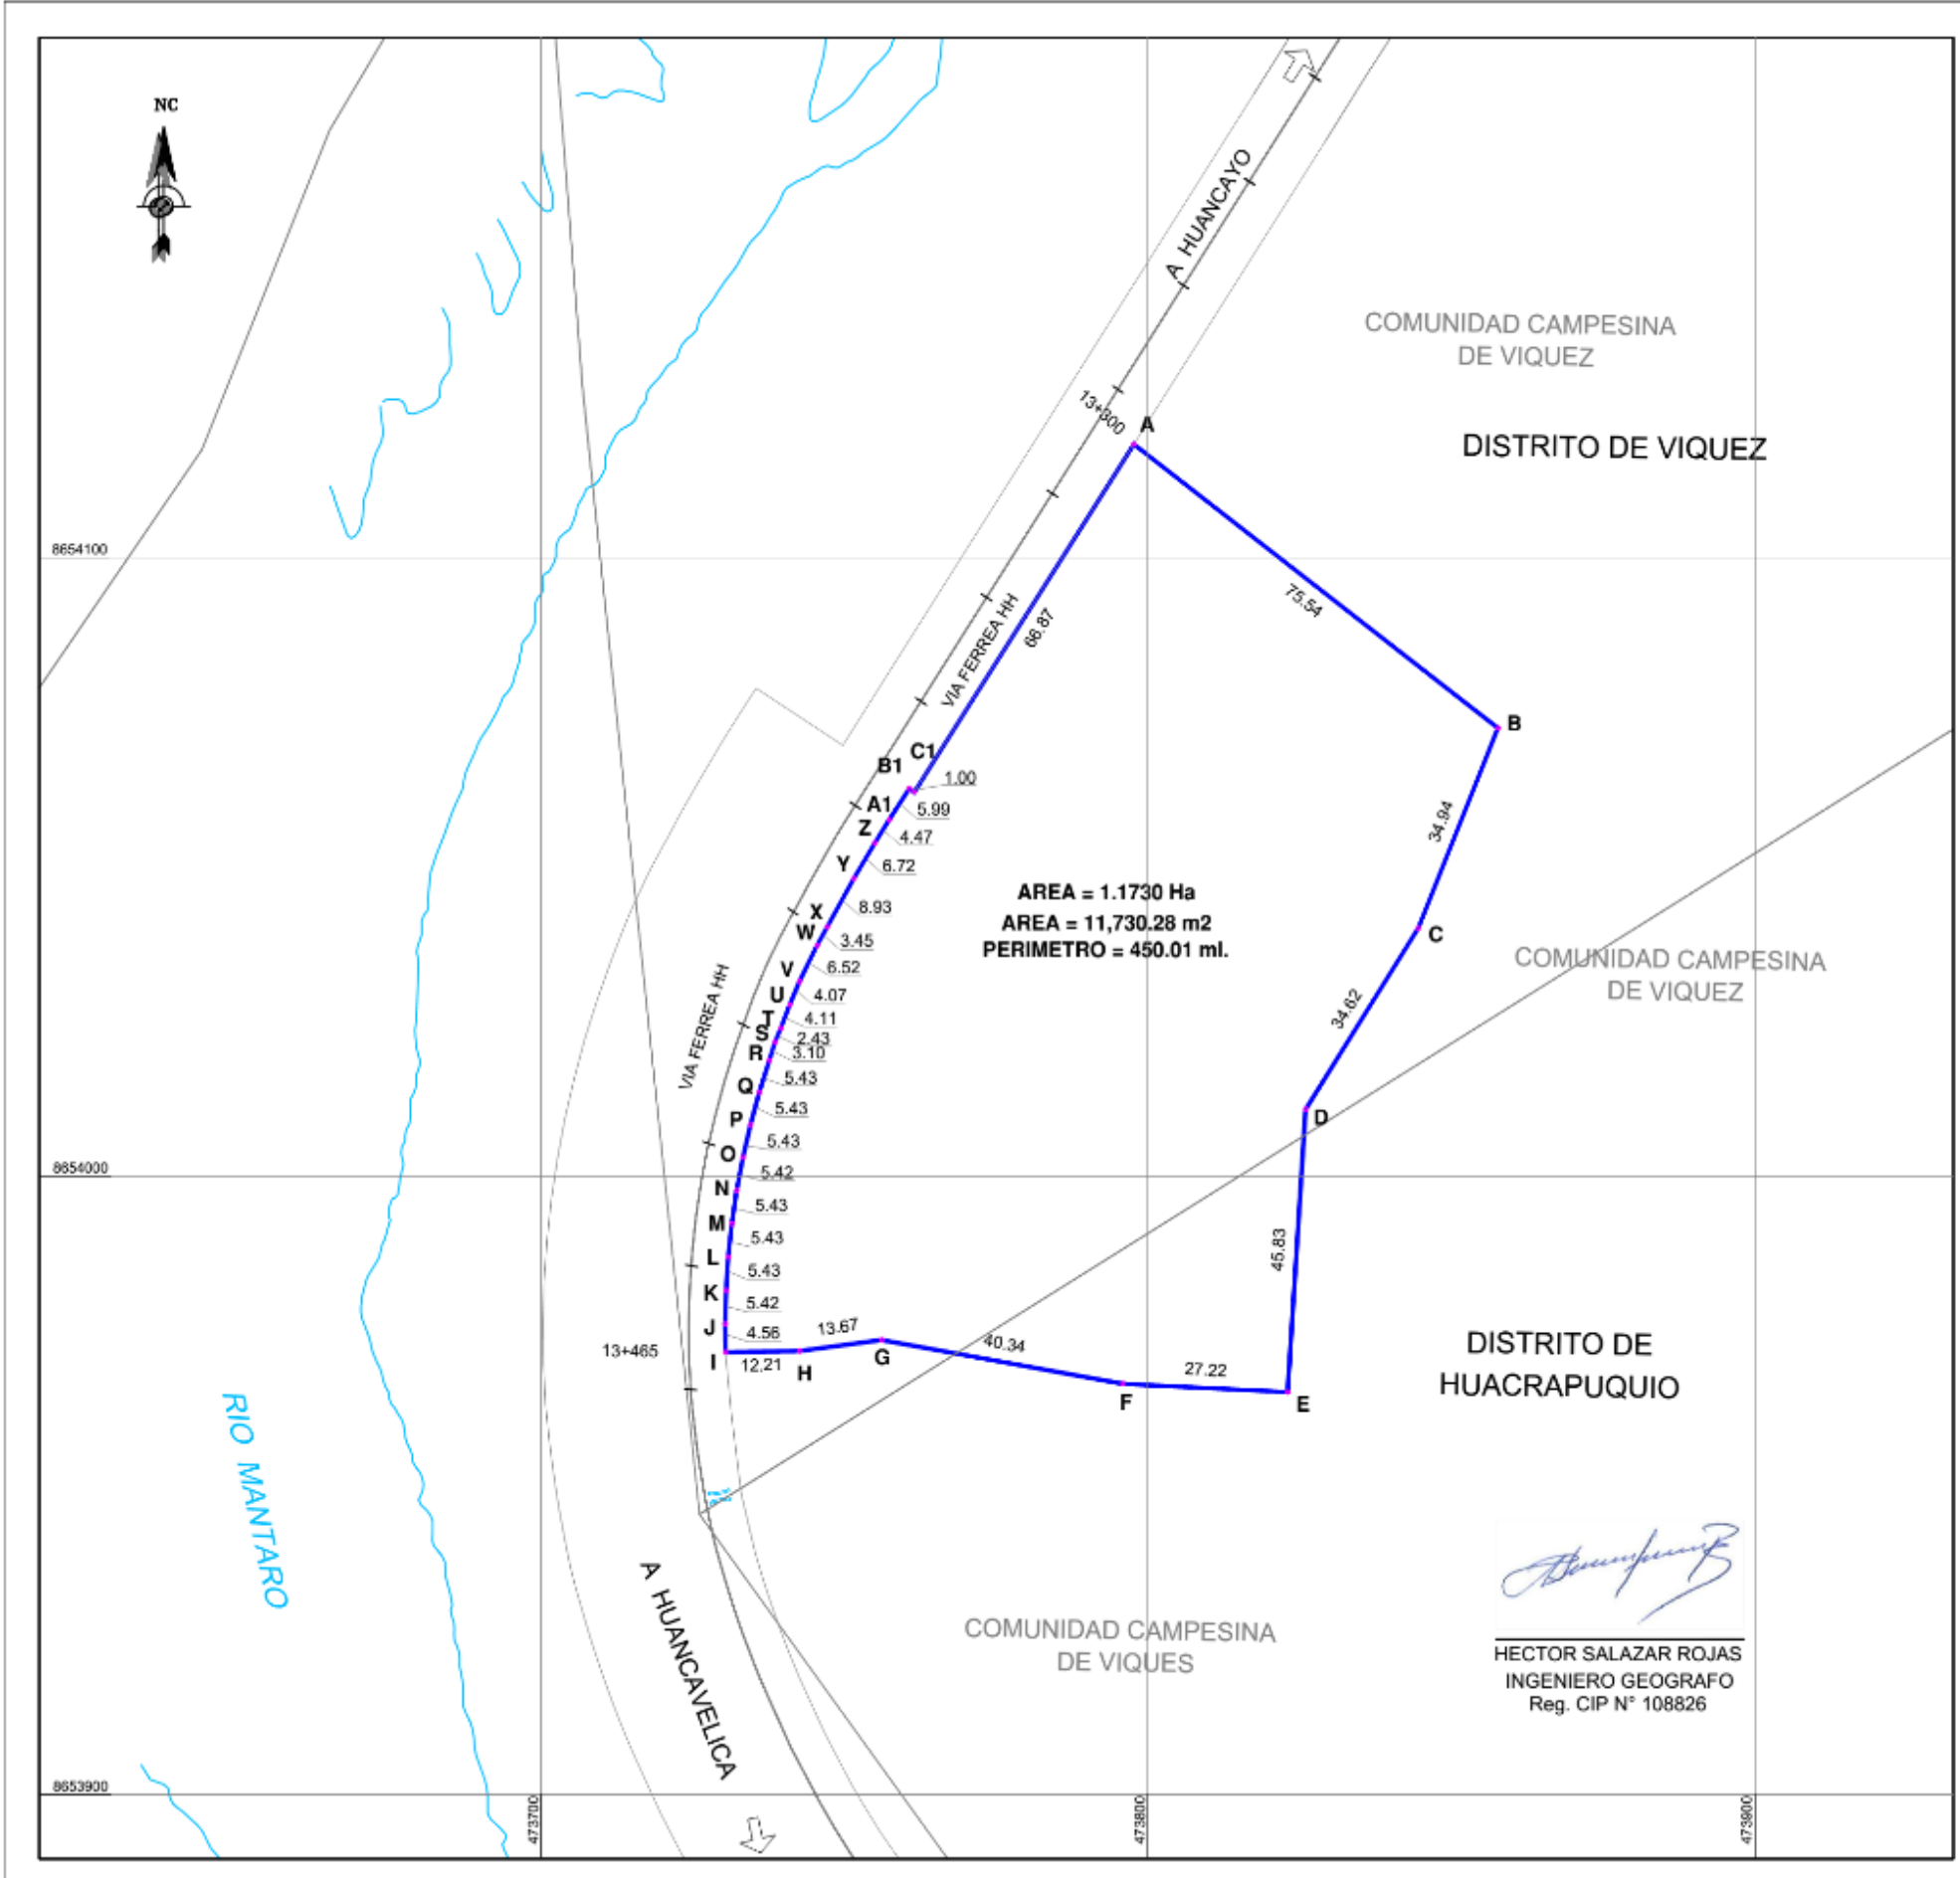 NC
A HUANCAYO
COMUNIDAD CAMPESINA
DE VIQUEZ
13+300
A
DISTRITO DE VIQUEZ
8654100
75.54
66.87
VIA FERREA HH
B
C1
B1
1.00
A1
5.99
Z
4.47
Y
6.72
34.94
AREA = 1.1730 Ha
AREA = 11,730.28 m2
PERIMETRO = 450.01 ml.
8.93
X
W
3.45
C
COMUNIDAD CAMPESINA
DE VIQUEZ
V
6.52
U
4.07
34.62
T
4.11
S
2.43
VIA FERREA HH
R
3.10
Q
5.43
P
5.43
D
O
5.43
8654000
5.42
N
5.43
M
5.43
45.83
L
5.43
K
5.42
J
4.56
13.67
40.34
DISTRITO DE
HUACRAPUQUIO
13+465
I
12.21
H
G
27.22
F
E
RIO MANTARO
A HUANCAVELICA
COMUNIDAD CAMPESINA
DE VIQUES
HECTOR SALAZAR ROJAS
INGENIERO GEOGRAFO
Reg. CIP N° 108826
8653900
473700
473800
473900